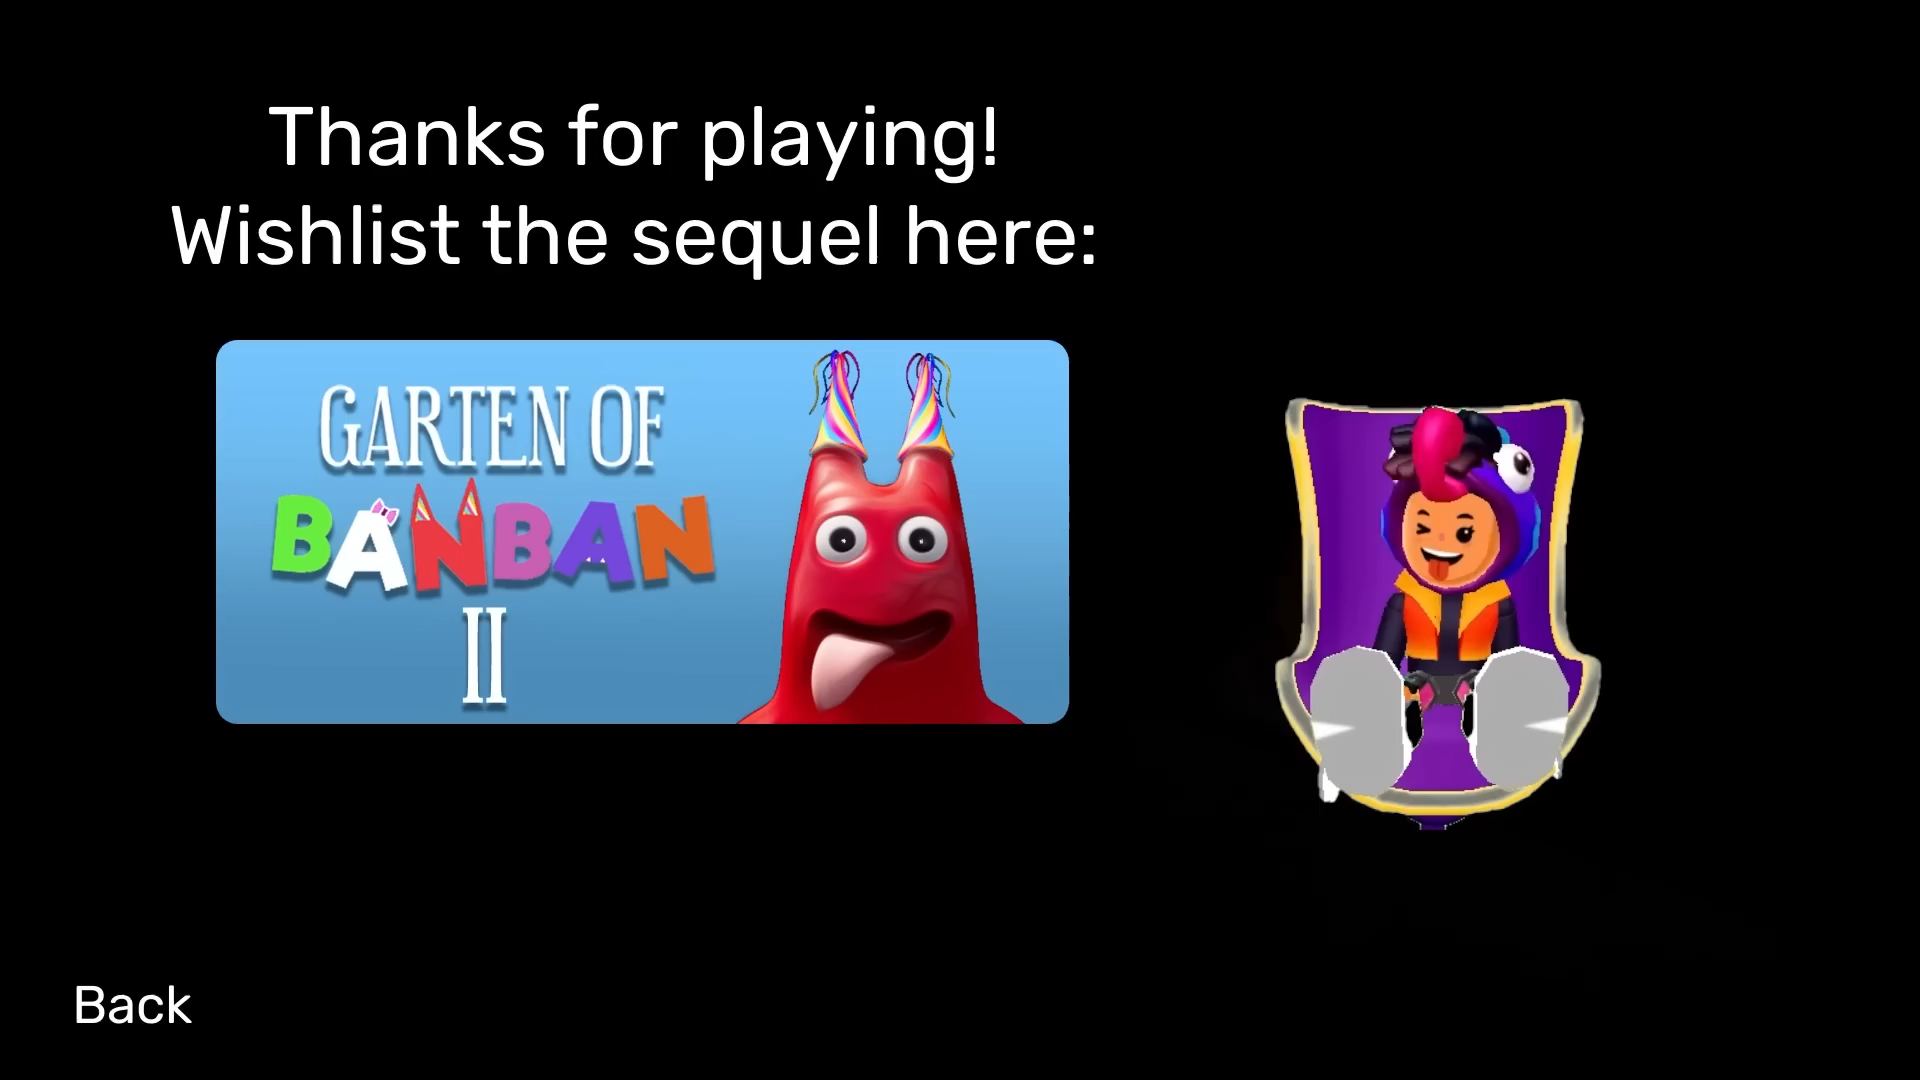 Thanks for playing!
Wishlist the sequel here:
GARTEN OF
BANBAN
II
Back